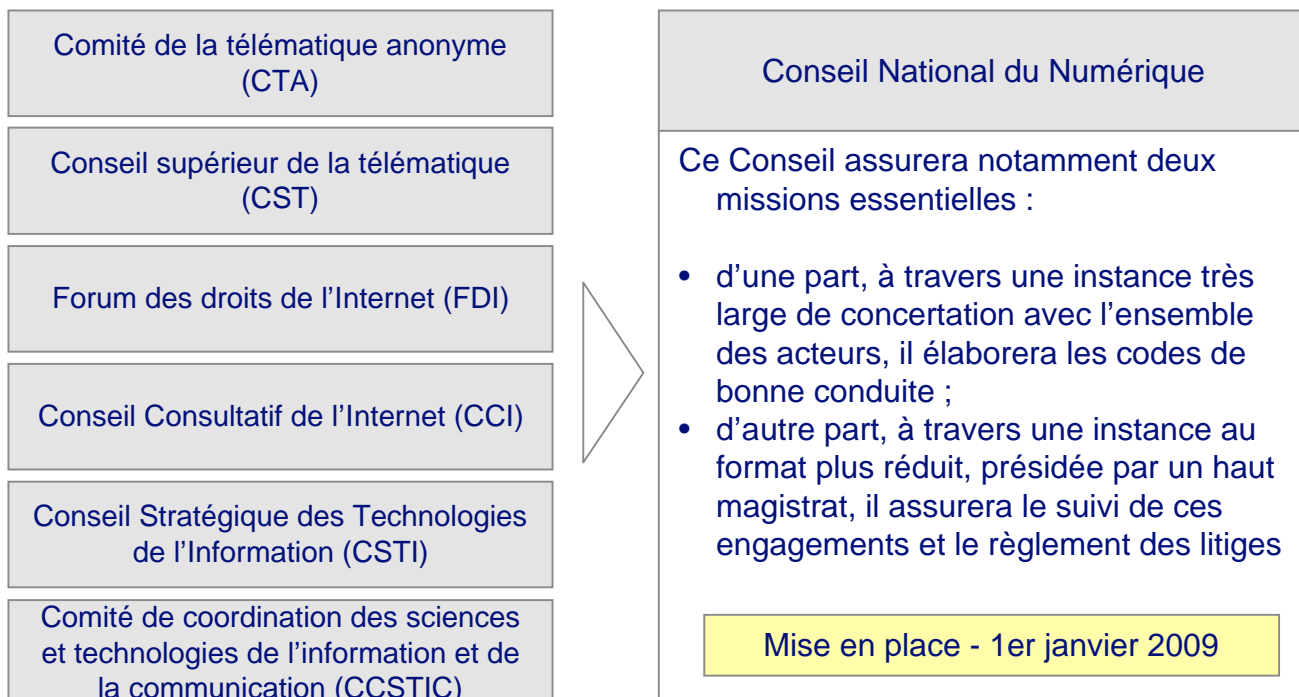 Comité de la télématique anonyme
(CTA)
Conseil supérieur de la télématique
(CST)
Forum des droits de l’Internet (FDI)
Conseil Consultatif de l’Internet (CCI)
Conseil Stratégique des Technologies
de l’Information (CSTI)
Comité de coordination des sciences
et technologies de l’information et de
la communication (CCSTIC)
Conseil National du Numérique
Ce Conseil assurera notamment deux
missions essentielles :
• d’une part, à travers une instance très
large de concertation avec l’ensemble
des acteurs, il élaborera les codes de
bonne conduite ;
• d’autre part, à travers une instance au
format plus réduit, présidée par un haut
magistrat, il assurera le suivi de ces
engagements et le règlement des litiges
Mise en place - 1er janvier 2009